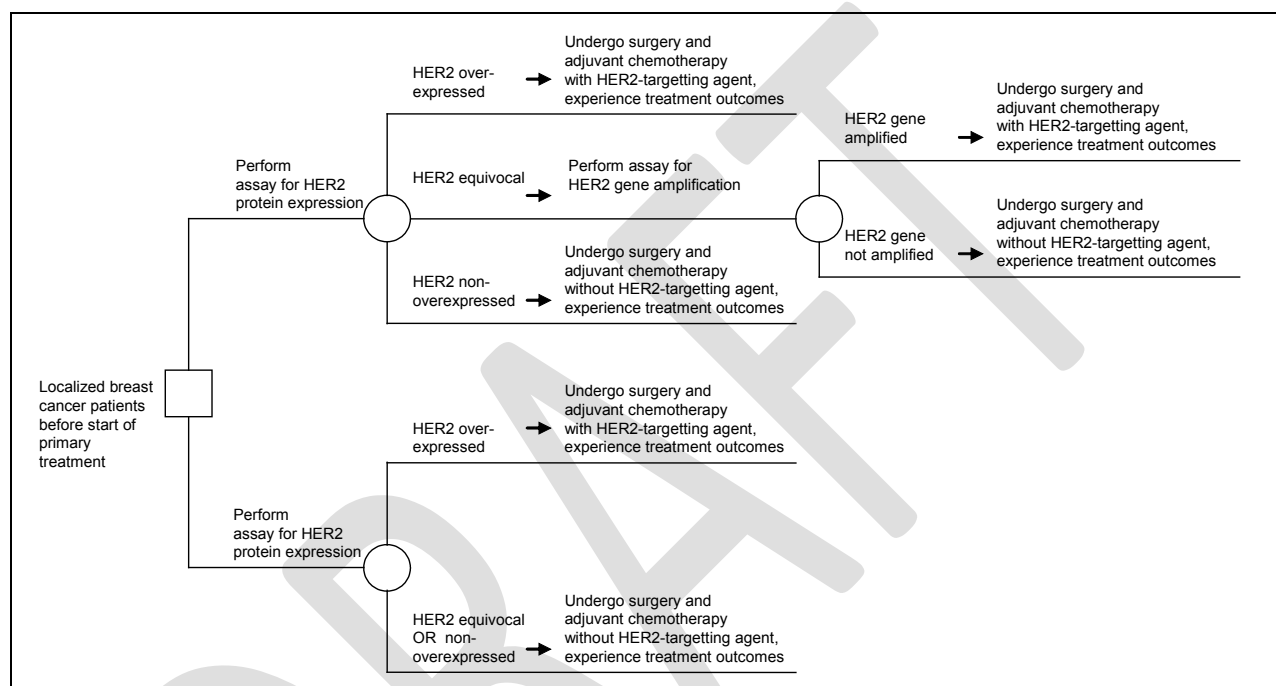 Localized breast
cancer patients
before start of
primary
treatment
Perform
assay for HER2
protein expression
HER2 over-
expressed
Undergo surgery and
adjuvant chemotherapy
with HER2-targetting agent,
experience treatment outcomes
HER2 equivocal
Perform assay for
HER2 gene amplification
HER2 gene
amplified
Undergo surgery and
adjuvant chemotherapy
with HER2-targetting agent,
experience treatment outcomes
HER2 gene
not amplified
Undergo surgery and
adjuvant chemotherapy
without HER2-targetting agent,
experience treatment outcomes
HER2 non-
overexpressed
Undergo surgery and
adjuvant chemotherapy
without HER2-targetting agent,
experience treatment outcomes
Perform
assay for HER2
protein expression
HER2 over-
expressed
Undergo surgery and
adjuvant chemotherapy
with HER2-targetting agent,
experience treatment outcomes
HER2 equivocal
OR non-
overexpressed
Undergo surgery and
adjuvant chemotherapy
without HER2-targetting agent,
experience treatment outcomes
DRAFT